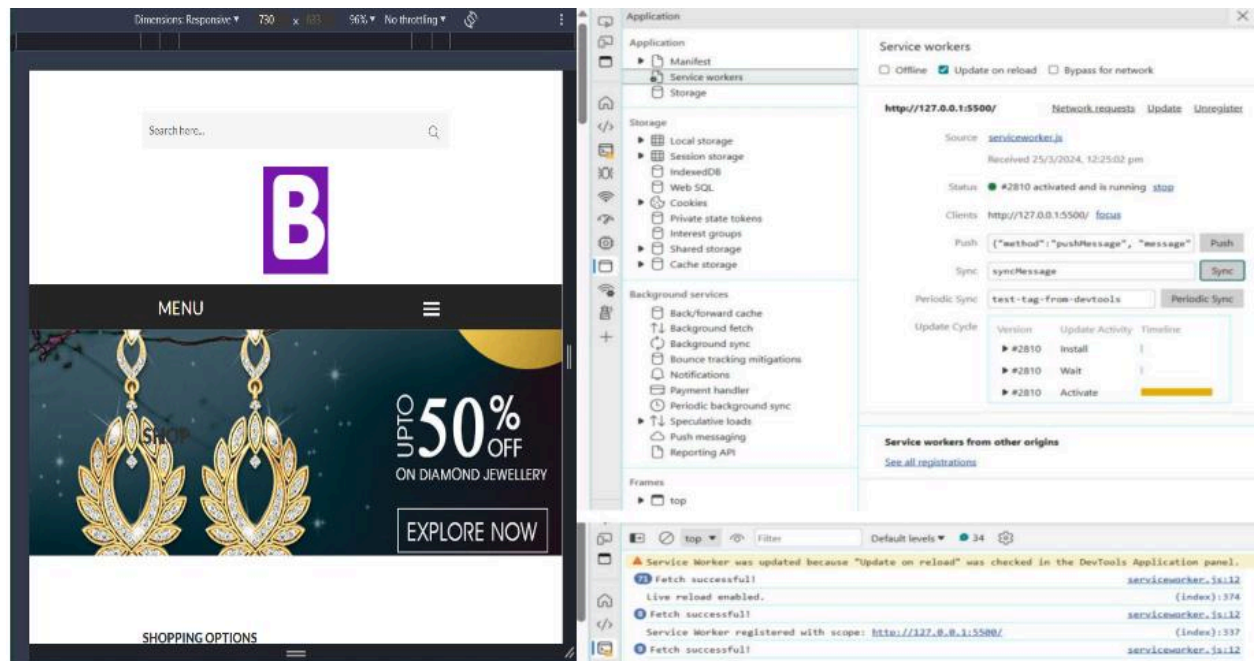 Dimensions: Responsive ▼ 730 x 96% ▼ No throttling ▼
Search here...
B
MENU
SHOP
UPTO
50%
OFF
ON DIAMOND JEWELLERY
EXPLORE NOW
SHOPPING OPTIONS
Application
Application
Manifest
Service workers
Storage
Storage
Local storage
Session storage
IndexedDB
Web SQL
Cookies
Private state tokens
Interest groups
Shared storage
Cache storage
Background services
Back/forward cache
Background fetch
Background sync
Bounce tracking mitigations
Notifications
Payment handler
Periodic background sync
Speculative loads
Push messaging
Reporting API
Frames
top
Service workers
Offline Update on reload Bypass for network
http://127.0.0.1:5500/ Network requests Update Unregister
Source serviceworker.js
Received 25/3/2024, 12:25:02 pm
Status #2810 activated and is running stop
Clients http://127.0.0.1:5500/ focus
Push {"method":"pushMessage", "message" Push
Sync syncMessage Sync
Periodic Sync test-tag-from-devtools Periodic Sync
Update Cycle Version Update Activity Timeline
#2810 Install
#2810 Wait
#2810 Activate
Service workers from other origins
See all registrations
top ▼ Filter Default levels ▼ 34
Service Worker was updated because "Update on reload" was checked in the DevTools Application panel.
Fetch successful! serviceworker.js:12
Live reload enabled. (index):374
Fetch successful! serviceworker.js:12
Service Worker registered with scope: http://127.0.0.1:5500/ (index):337
Fetch successful! serviceworker.js:12